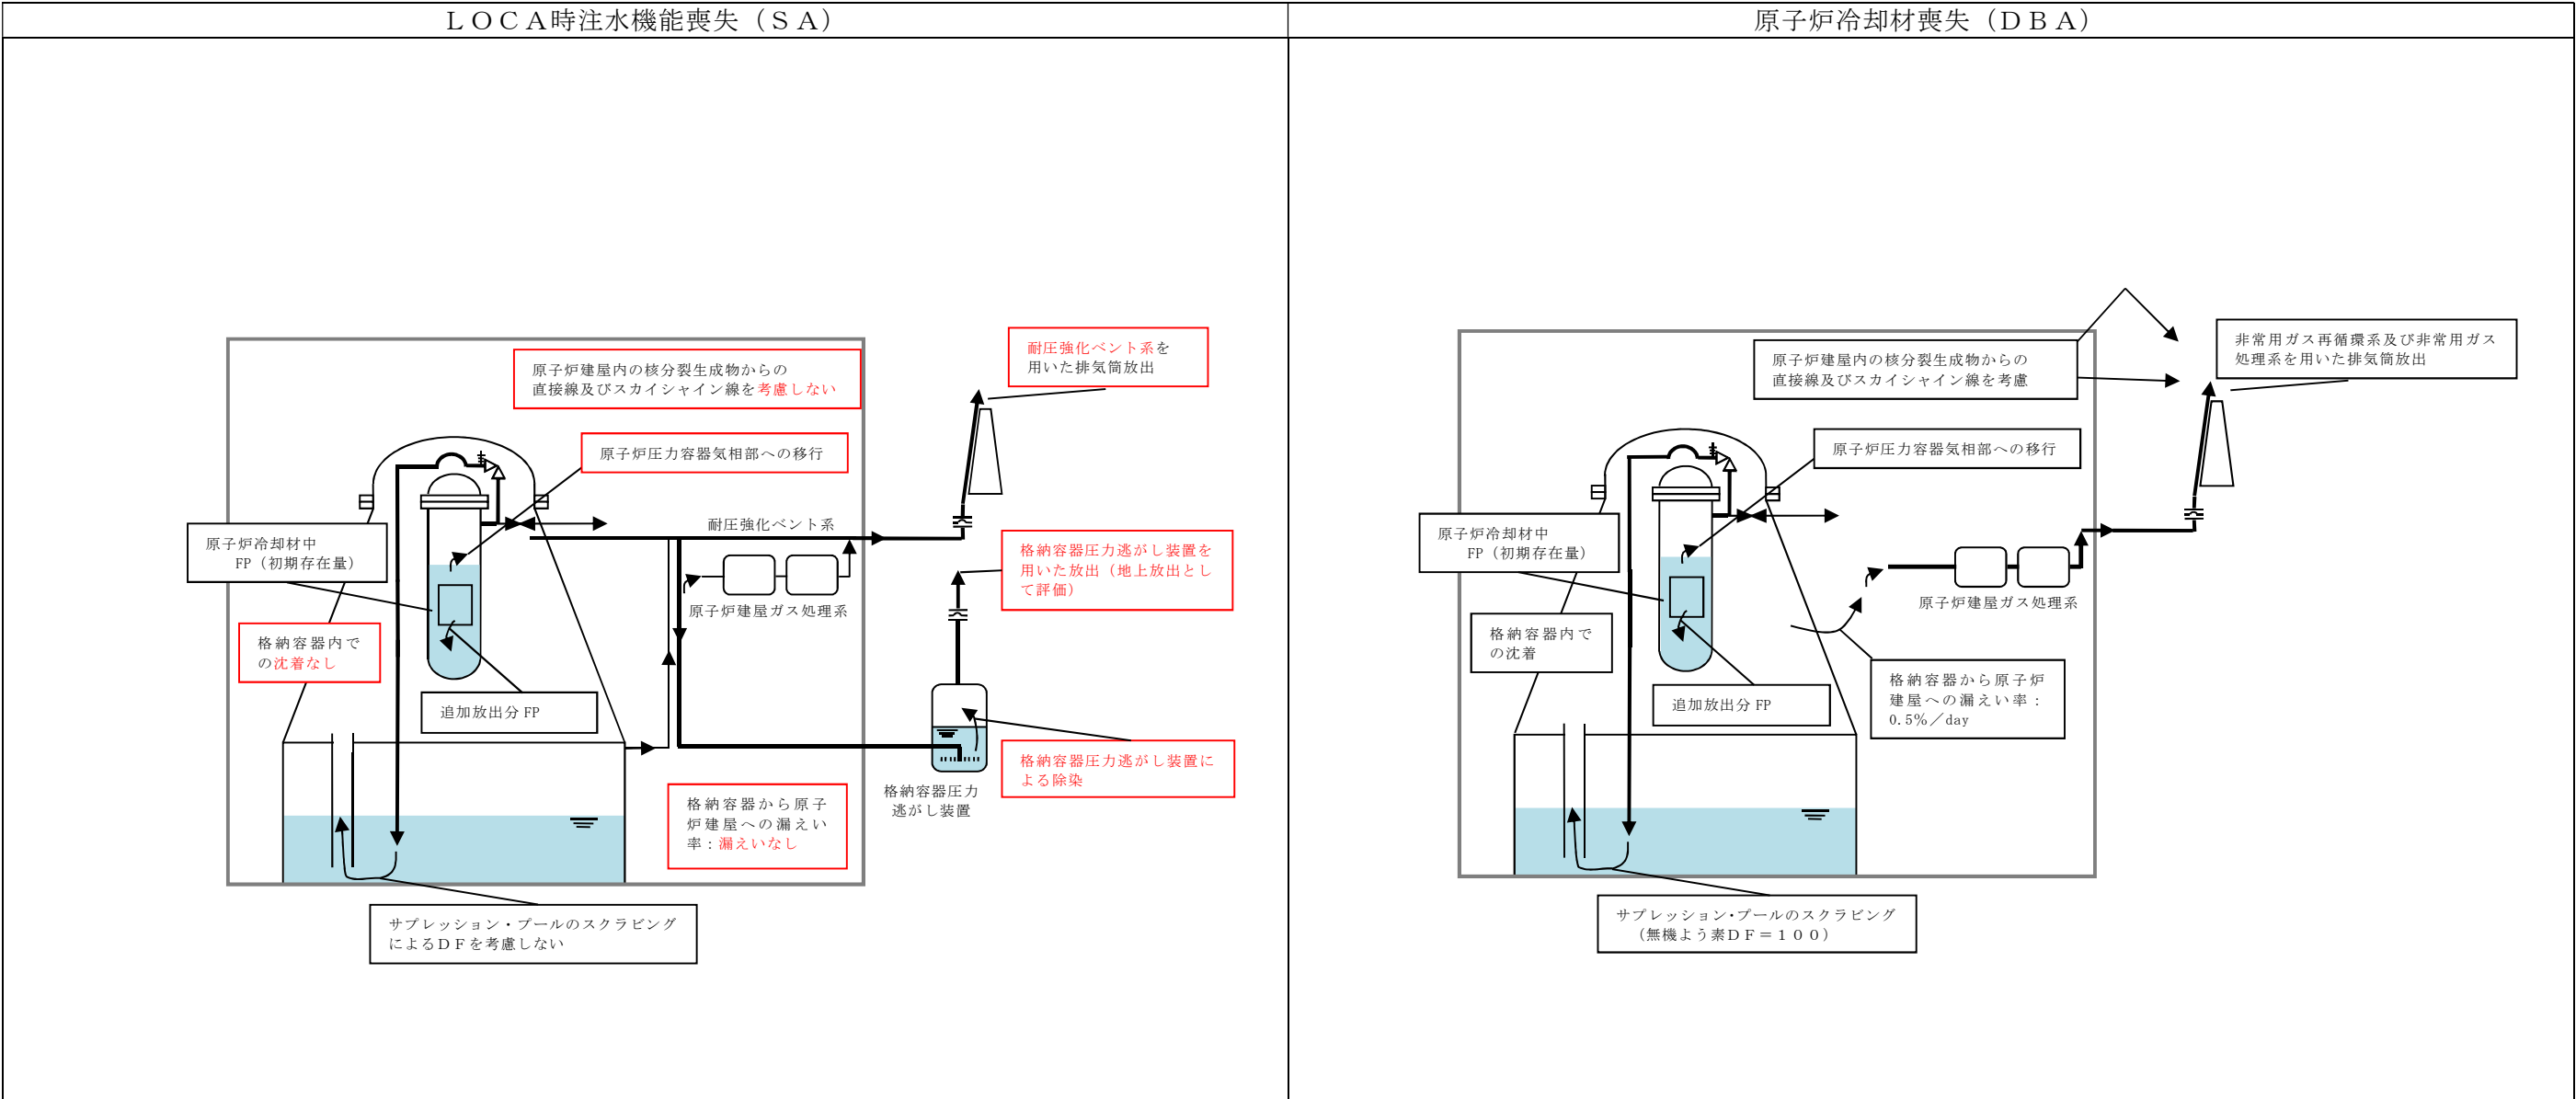 ＬＯＣＡ時注水機能喪失（ＳＡ）
原子炉建屋内の核分裂生成物からの
直接線及びスカイシャイン線を考慮しない
耐圧強化ベント系を
用いた排気筒放出
原子炉圧力容器気相部への移行
原子炉冷却材中
FP（初期存在量）
耐圧強化ベント系
格納容器圧力逃がし装置を
用いた放出（地上放出とし
て評価）
原子炉建屋ガス処理系
格納容器内で
の沈着なし
追加放出分 FP
格納容器圧力逃がし装置に
よる除染
格納容器圧力
逃がし装置
格納容器から原子
炉建屋への漏えい
率：漏えいなし
サプレッション・プールのスクラビング
によるＤＦを考慮しない
原子炉冷却材喪失（ＤＢＡ）
非常用ガス再循環系及び非常用ガス
処理系を用いた排気筒放出
原子炉建屋内の核分裂生成物からの
直接線及びスカイシャイン線を考慮
原子炉圧力容器気相部への移行
原子炉冷却材中
FP（初期存在量）
原子炉建屋ガス処理系
格納容器内で
の沈着
格納容器から原子炉
建屋への漏えい率：
0.5％／day
追加放出分 FP
サプレッション・プールのスクラビング
（無機よう素ＤＦ＝１００）